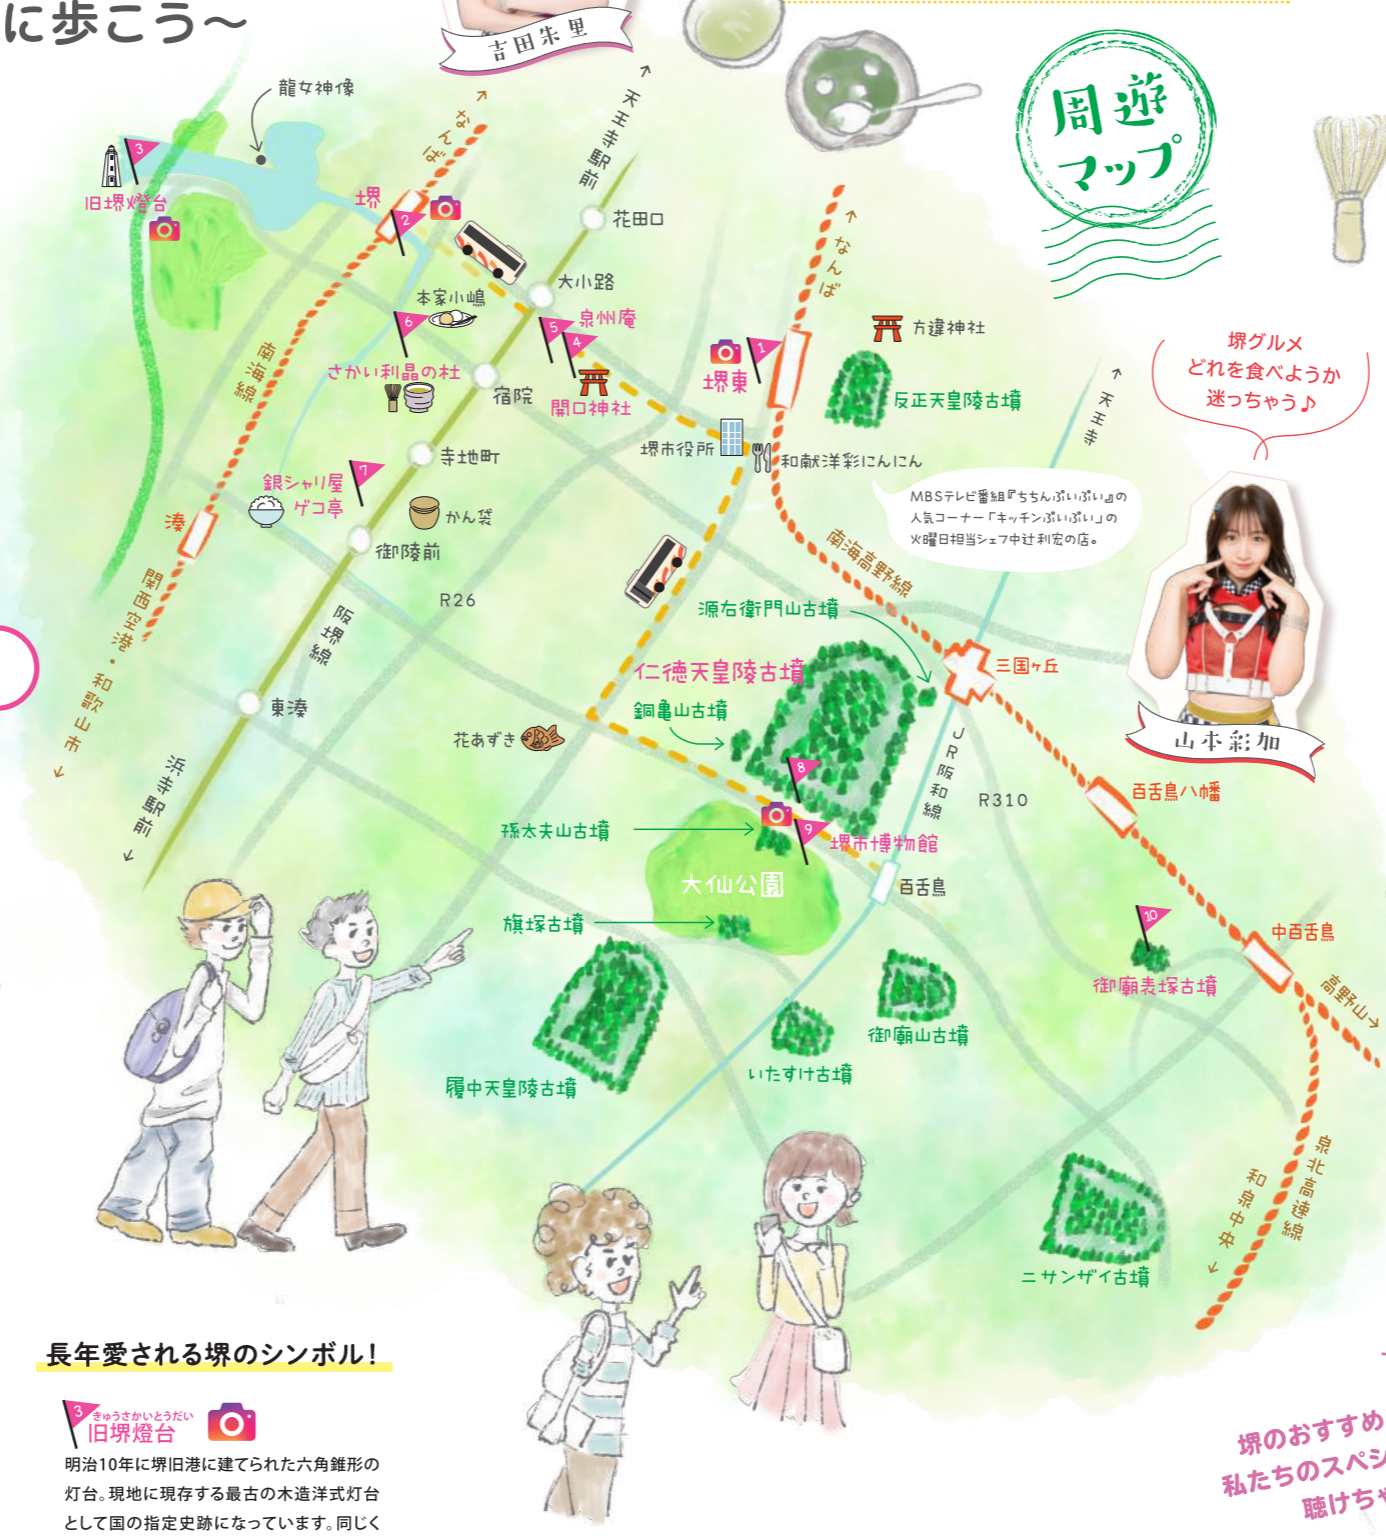 に歩こう〜
吉田朱里
周遊
マップ
龍女神像
↑なんば
↑天王寺駅前
3
旧堺燈台
堺
2
花田口
↑なんば
大小路
本家小嶋
6
5
泉州庵
4
さかい利晶の杜
宿院
開口神社
南海線
1
堺東
方違神社
反正天皇陵古墳
↑天王寺
堺グルメ
どれを食べようか
迷っちゃう♪
堺市役所
和献洋彩にんにん
寺地町
7
銀シャリ屋
ゲコ亭
かん袋
湊
御陵前
MBSテレビ番組『ちちんぷいぷい』の
人気コーナー「キッチンぷいぷい」の
火曜日担当シェフ中辻利宏の店。
南海高野線
関西空港・和歌山市↓
R26
阪堺線
源右衛門山古墳
仁徳天皇陵古墳
三国ヶ丘
銅亀山古墳
東湊
花あずき
浜寺駅前↓
山本彩加
JR阪和線
R310
百舌鳥八幡
8
9
孫太夫山古墳
堺市博物館
大仙公園
百舌鳥
旗塚古墳
10
中百舌鳥
御廟表塚古墳
高野山→
御廟山古墳
いたすけ古墳
履中天皇陵古墳
泉北高速線
和泉中央↓
ニサンザイ古墳
長年愛される堺のシンボル！
3
きゅうさかいとうだい
旧堺燈台
明治10年に堺旧港に建てられた六角錐形の
灯台。現地に現存する最古の木造洋式灯台
として国の指定史跡になっています。同じく
堺のおすすめ
私たちのスペシ
聴けちゃ